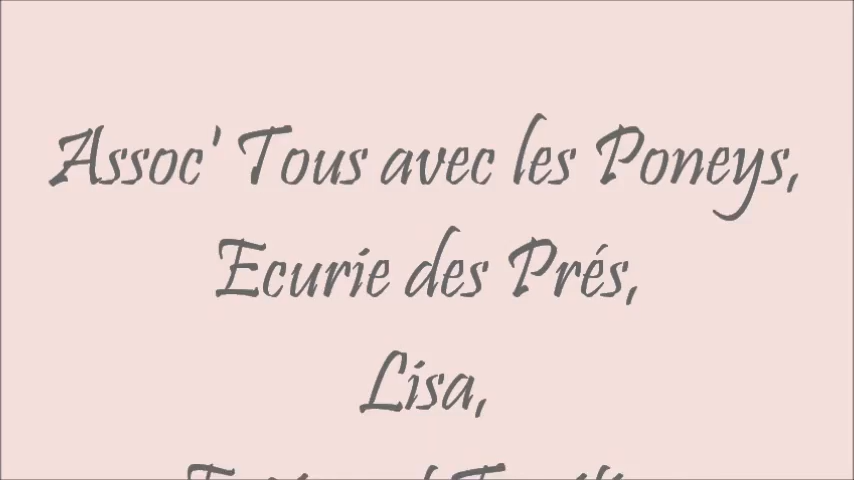 Assoc' Tous avec les Poneys,
Ecurie des Prés,
Lisa,